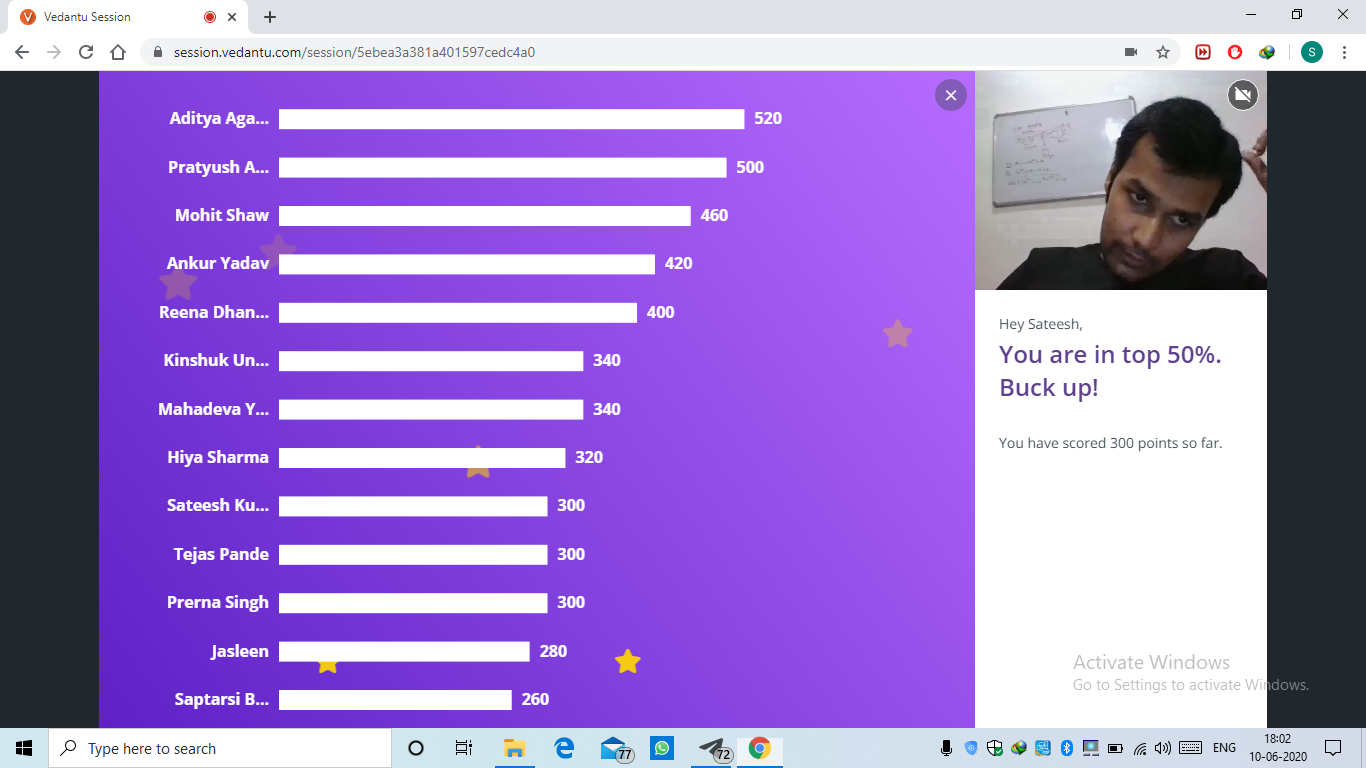 Vedantu Session
session.vedantu.com/session/5ebea3a381a401597cedc4a0
S
Aditya Aga... 520
Pratyush A... 500
Mohit Shaw 460
Ankur Yadav 420
Reena Dhan... 400
Kinshuk Un... 340
Mahadeva Y... 340
Hiya Sharma 320
Sateesh Ku... 300
Tejas Pande 300
Prerna Singh 300
Jasleen 280
Saptarsi B... 260
Hey Sateesh,
You are in top 50%.
Buck up!
You have scored 300 points so far.
Activate Windows
Go to Settings to activate Windows.
Type here to search
77
72
ENG
18:02
10-06-2020